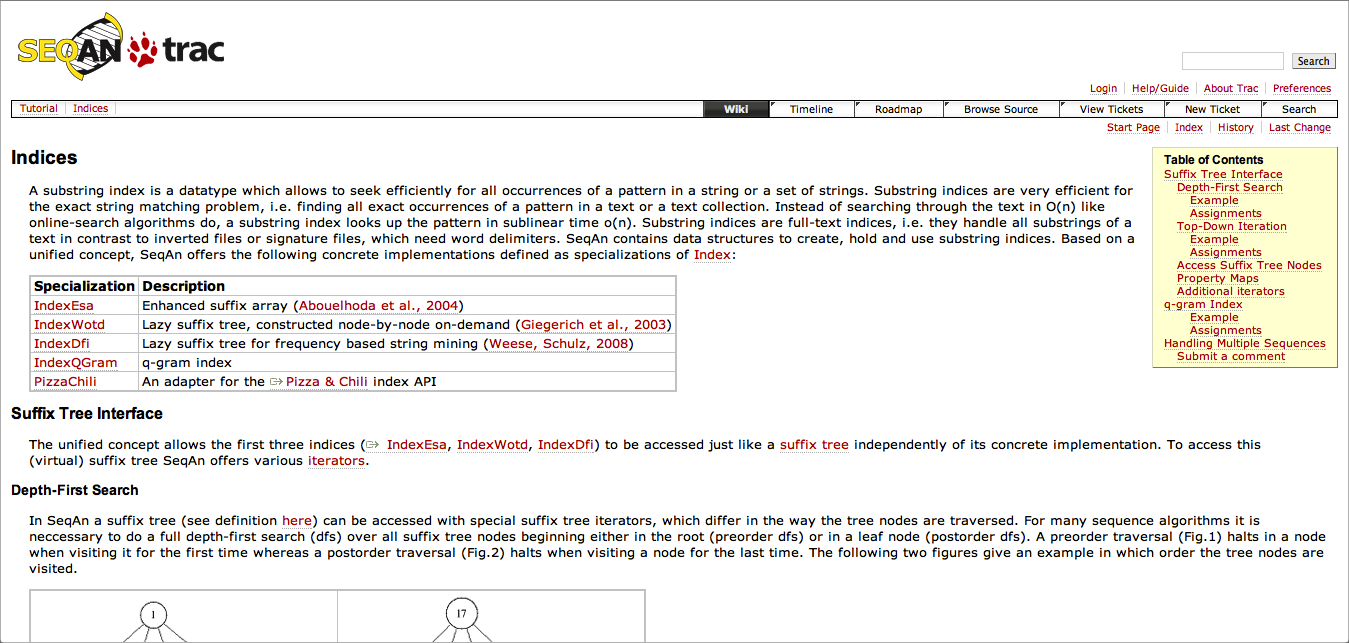 SEQAN trac
Search
Login Help/Guide About Trac Preferences
Tutorial Indices Wiki Timeline Roadmap Browse Source View Tickets New Ticket Search
Start Page Index History Last Change
Indices
A substring index is a datatype which allows to seek efficiently for all occurrences of a pattern in a string or a set of strings. Substring indices are very efficient for
the exact string matching problem, i.e. finding all exact occurrences of a pattern in a text or a text collection. Instead of searching through the text in O(n) like
online-search algorithms do, a substring index looks up the pattern in sublinear time o(n). Substring indices are full-text indices, i.e. they handle all substrings of a
text in contrast to inverted files or signature files, which need word delimiters. SeqAn contains data structures to create, hold and use substring indices. Based on a
unified concept, SeqAn offers the following concrete implementations defined as specializations of Index:
Table of Contents
Suffix Tree Interface
Depth-First Search
Example
Assignments
Top-Down Iteration
Example
Assignments
Access Suffix Tree Nodes
Property Maps
Additional iterators
q-gram Index
Example
Assignments
Handling Multiple Sequences
Submit a comment
Specialization Description
IndexEsa Enhanced suffix array (Abouelhoda et al., 2004)
IndexWotd Lazy suffix tree, constructed node-by-node on-demand (Giegerich et al., 2003)
IndexDfi Lazy suffix tree for frequency based string mining (Weese, Schulz, 2008)
IndexQGram q-gram index
PizzaChili An adapter for the Pizza & Chili index API
Suffix Tree Interface
The unified concept allows the first three indices ( IndexEsa, IndexWotd, IndexDfi) to be accessed just like a suffix tree independently of its concrete implementation. To access this
(virtual) suffix tree SeqAn offers various iterators.
Depth-First Search
In SeqAn a suffix tree (see definition here) can be accessed with special suffix tree iterators, which differ in the way the tree nodes are traversed. For many sequence algorithms it is
neccessary to do a full depth-first search (dfs) over all suffix tree nodes beginning either in the root (preorder dfs) or in a leaf node (postorder dfs). A preorder traversal (Fig.1) halts in a node
when visiting it for the first time whereas a postorder traversal (Fig.2) halts when visiting a node for the last time. The following two figures give an example in which order the tree nodes are
visited.
1 17